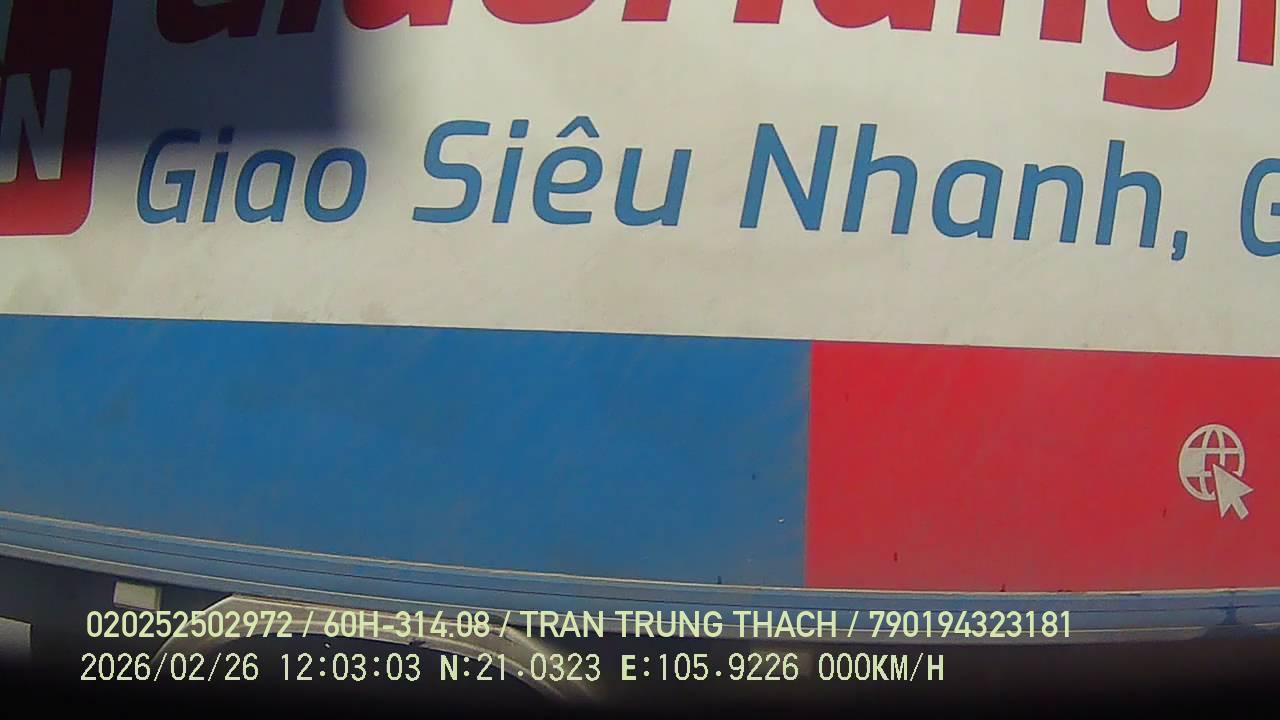 N
Giao Siêu Nhanh, G
020252502972 / 60H-314.08 / TRAN TRUNG THACH / 790194323181
2026/02/26 12:03:03 N:21.0323 E:105.9226 000KM/H